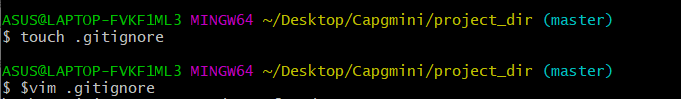 ASUS@LAPTOP-FVKF1ML3 MINGW64 ~/Desktop/Capgmini/project_dir (master)
$ touch .gitignore
ASUS@LAPTOP-FVKF1ML3 MINGW64 ~/Desktop/Capgmini/project_dir (master)
$ $vim .gitignore